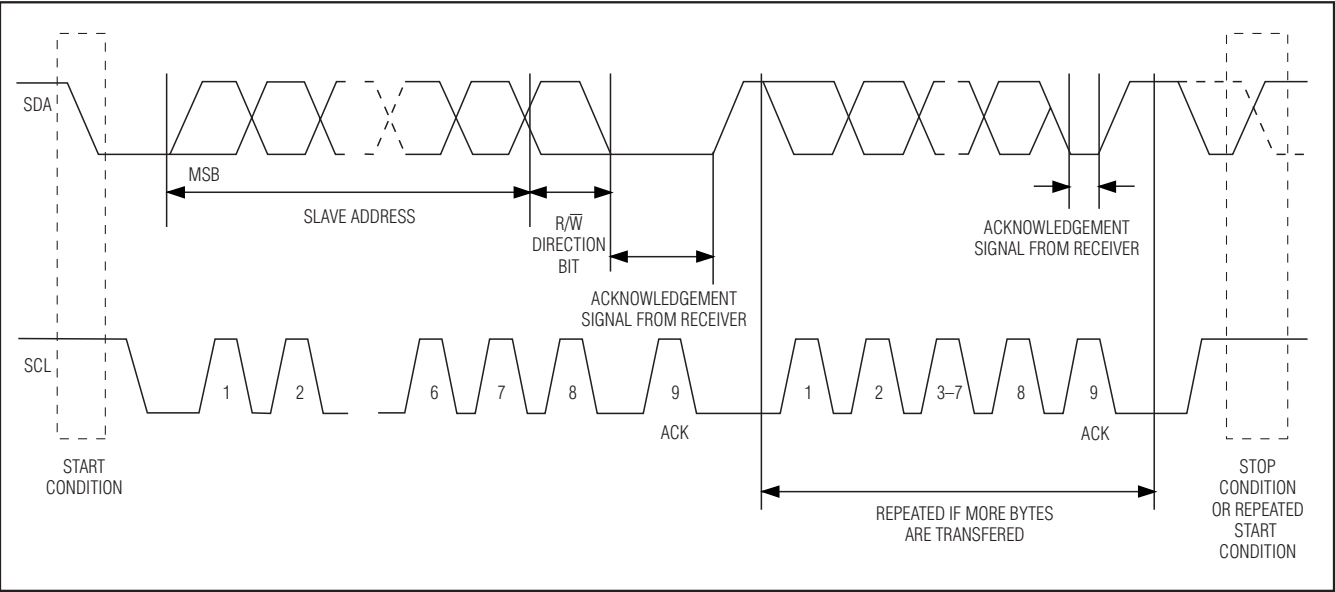 SDA
MSB
SLAVE ADDRESS
R/W̅
DIRECTION
BIT
ACKNOWLEDGEMENT
SIGNAL FROM RECEIVER
ACKNOWLEDGEMENT
SIGNAL FROM RECEIVER
SCL
1
2
6
7
8
9
1
2
3–7
8
9
ACK
ACK
START
CONDITION
REPEATED IF MORE BYTES
ARE TRANSFERED
STOP
CONDITION
OR REPEATED
START
CONDITION